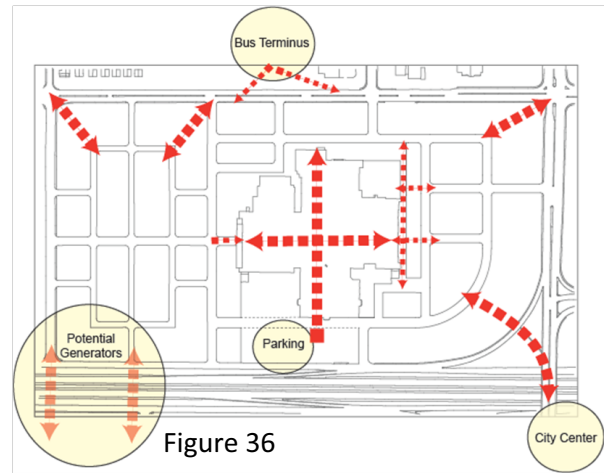 Bus Terminus
Potential
Generators
Parking
City Center
Figure 36